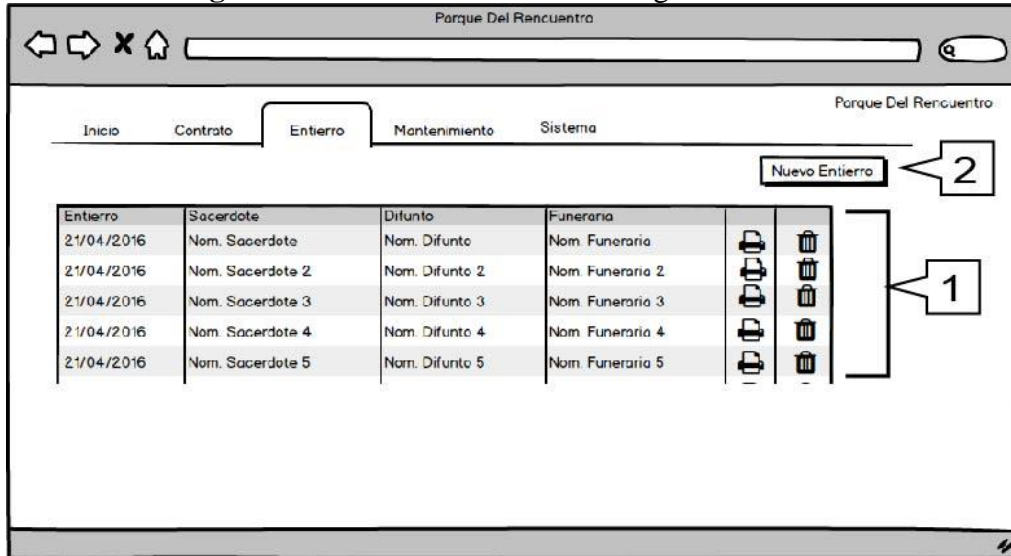 Parque Del Rencuentro
Parque Del Rencuentro
Inicio Contrato Entierro Mantenimiento Sistema
Nuevo Entierro 2
Entierro Sacerdote Difunto Funeraria
21/04/2016 Nom. Sacerdote Nom. Difunto Nom. Funeraria
21/04/2016 Nom. Sacerdote 2 Nom. Difunto 2 Nom. Funeraria 2
21/04/2016 Nom. Sacerdote 3 Nom. Difunto 3 Nom. Funeraria 3
21/04/2016 Nom. Sacerdote 4 Nom. Difunto 4 Nom. Funeraria 4
21/04/2016 Nom. Sacerdote 5 Nom. Difunto 5 Nom. Funeraria 5
1